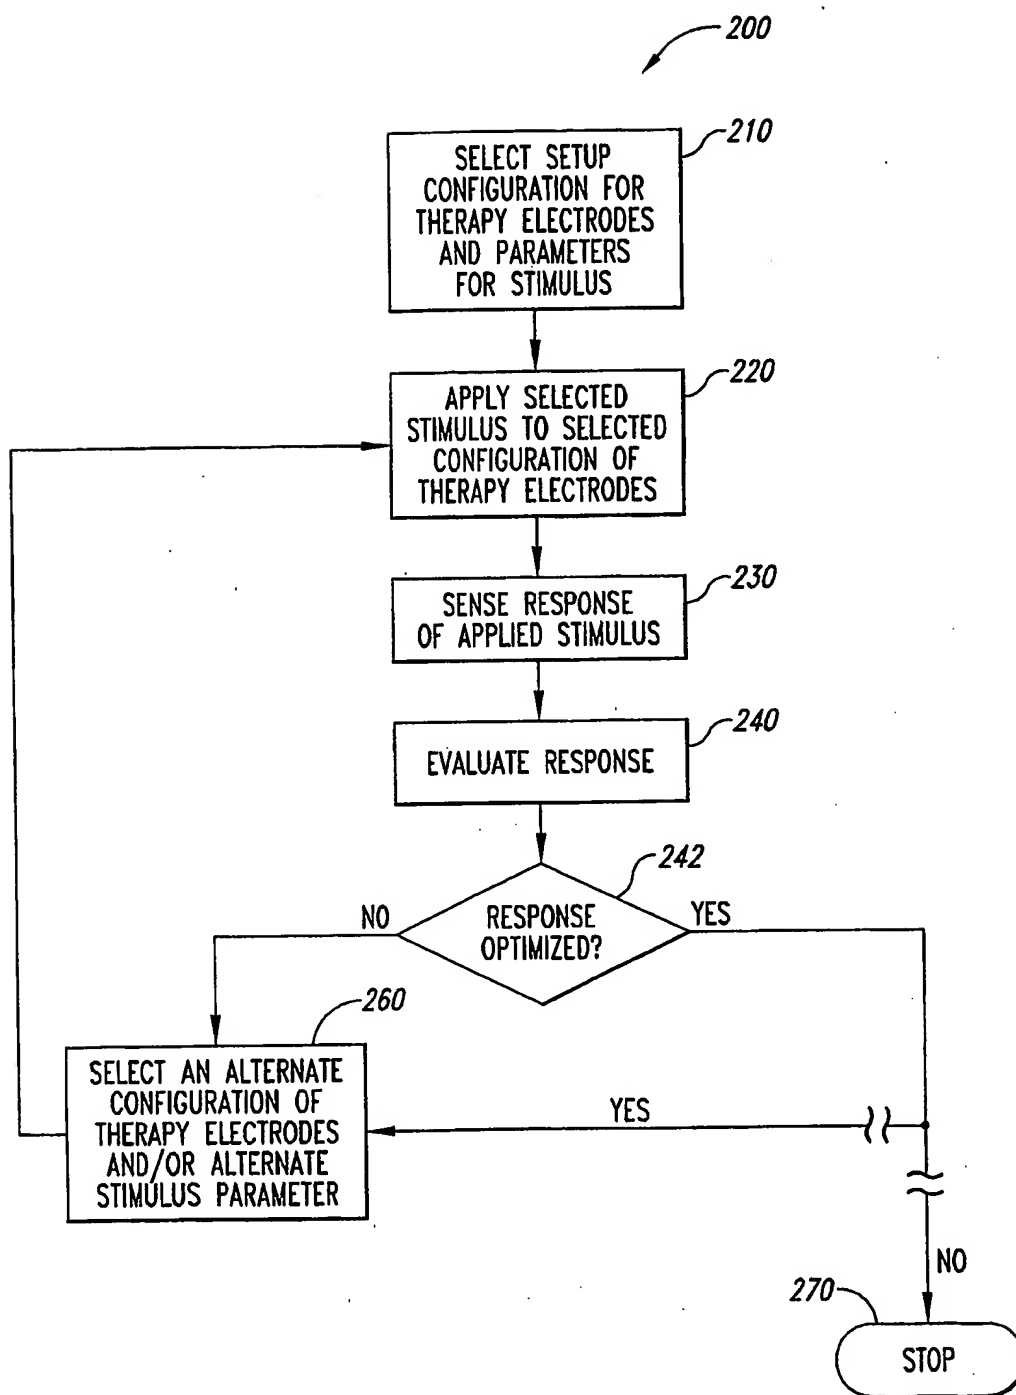 200
210
SELECT SETUP
CONFIGURATION FOR
THERAPY ELECTRODES
AND PARAMETERS
FOR STIMULUS
220
APPLY SELECTED
STIMULUS TO SELECTED
CONFIGURATION OF
THERAPY ELECTRODES
230
SENSE RESPONSE
OF APPLIED STIMULUS
240
EVALUATE RESPONSE
242
NO
RESPONSE
OPTIMIZED?
YES
260
SELECT AN ALTERNATE
CONFIGURATION OF
THERAPY ELECTRODES
AND/OR ALTERNATE
STIMULUS PARAMETER
YES
NO
270
STOP